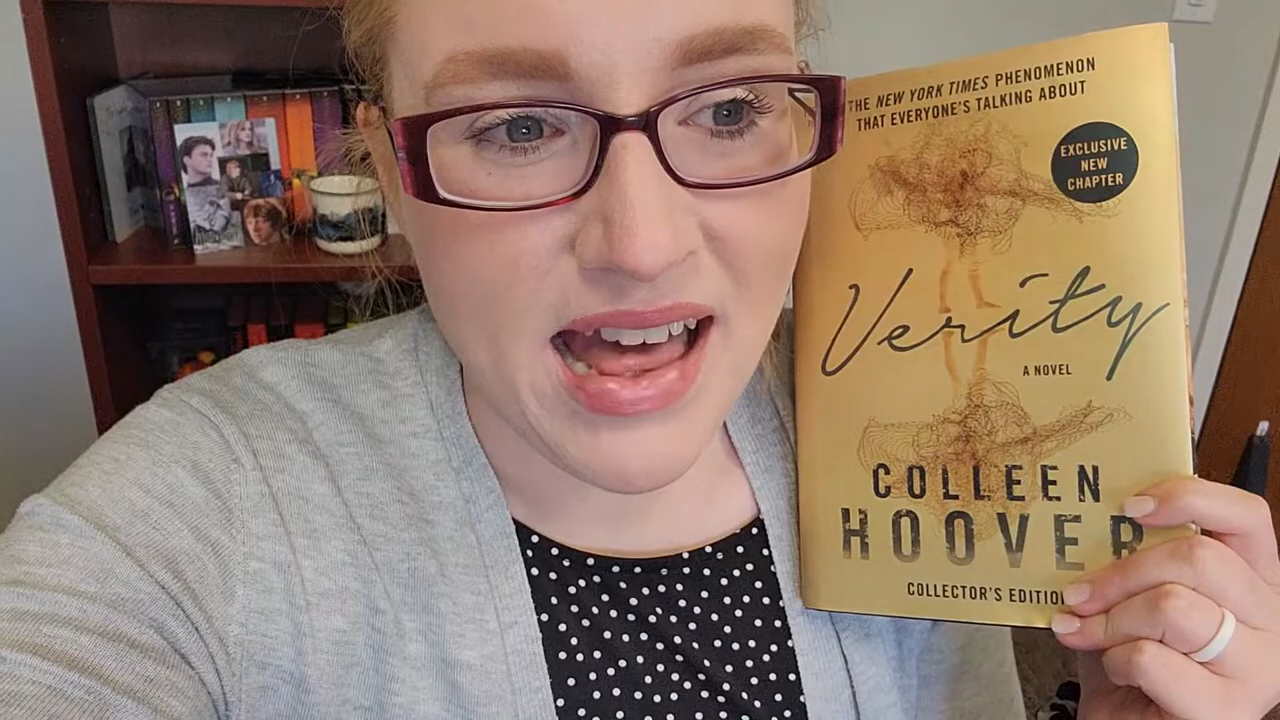 THE NEW YORK TIMES PHENOMENON
THAT EVERYONE'S TALKING ABOUT
EXCLUSIVE
NEW
CHAPTER
Verity
A NOVEL
COLLEEN
HOOVER
COLLECTOR'S EDITION